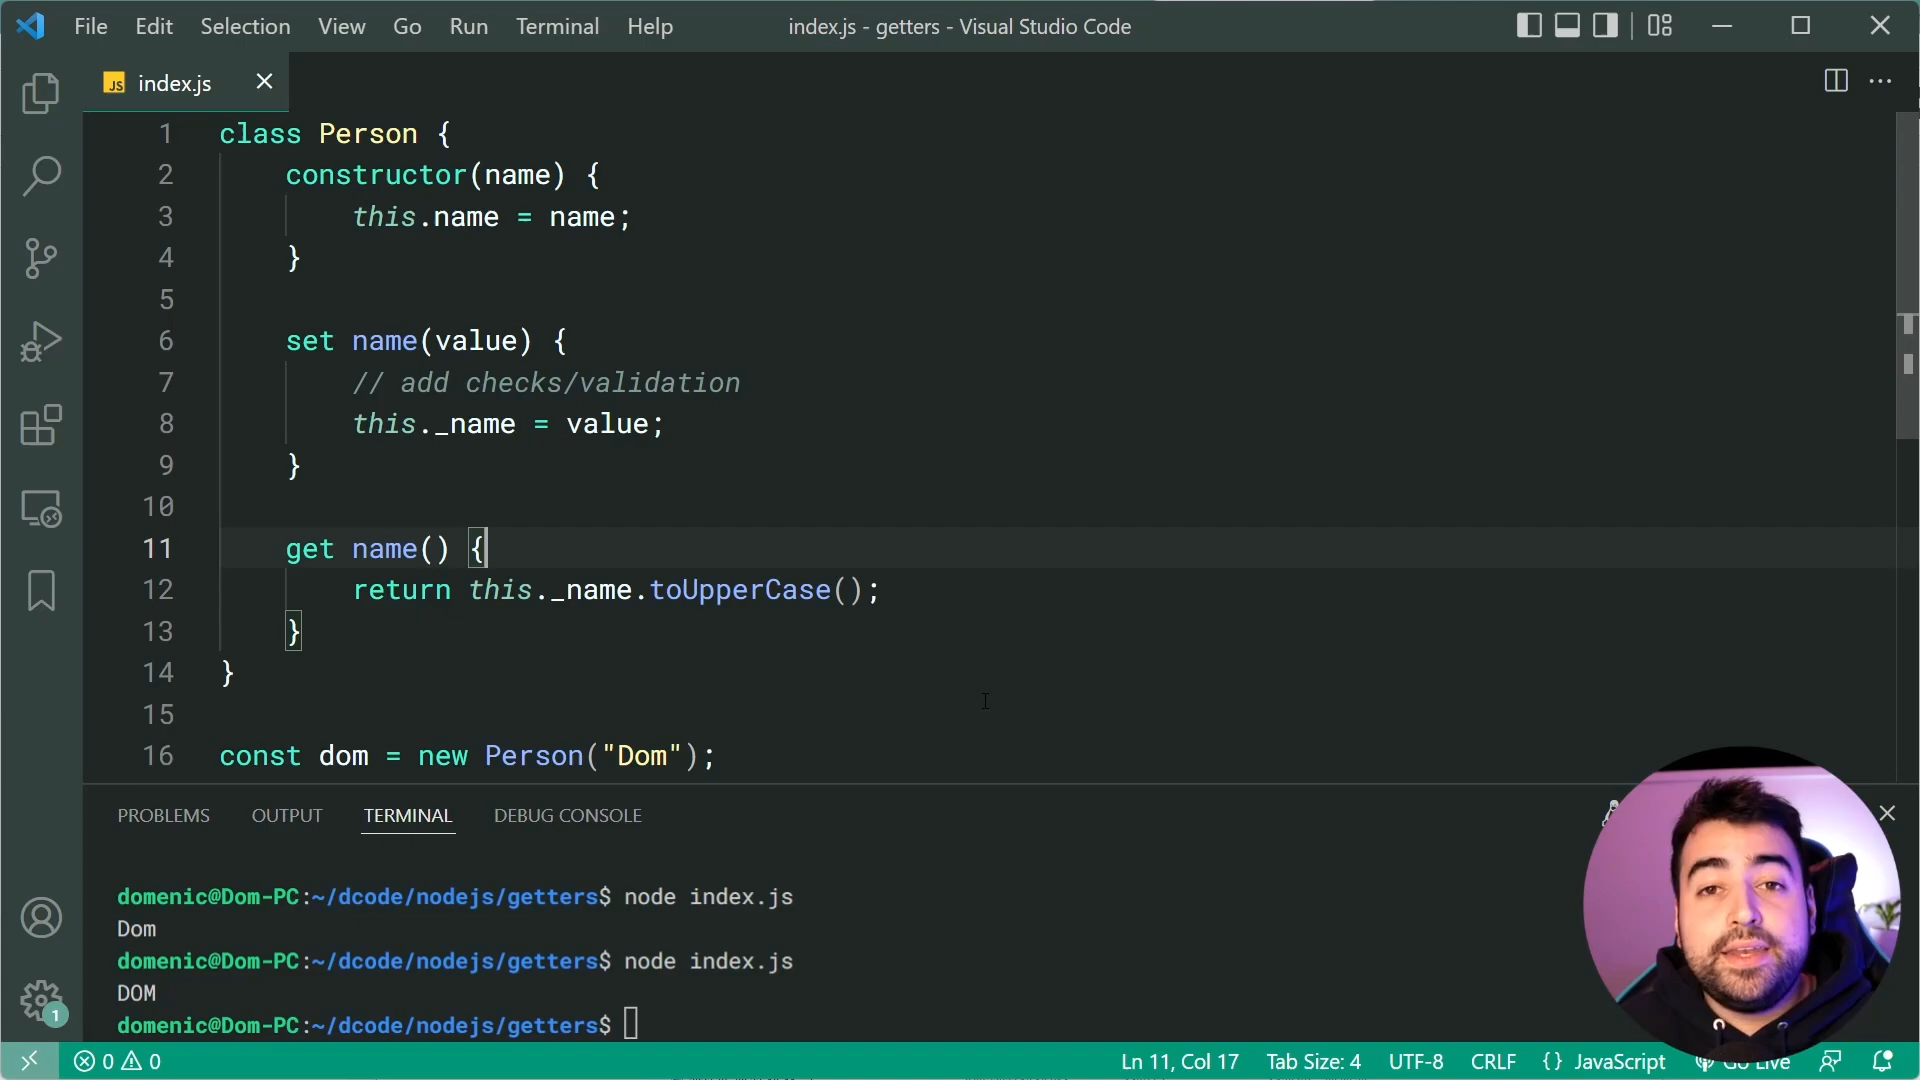 File Edit Selection View Go Run Terminal Help index.js - getters - Visual Studio Code
JS index.js
1 class Person {
2 constructor(name) {
3 this.name = name;
4 }
5
6 set name(value) {
7 // add checks/validation
8 this._name = value;
9 }
10
11 get name() {
12 return this._name.toUpperCase();
13 }
14 }
15
16 const dom = new Person("Dom");
PROBLEMS OUTPUT TERMINAL DEBUG CONSOLE
domenic@Dom-PC:~/dcode/nodejs/getters$ node index.js
Dom
domenic@Dom-PC:~/dcode/nodejs/getters$ node index.js
DOM
domenic@Dom-PC:~/dcode/nodejs/getters$
1
0 0 Ln 11, Col 17 Tab Size: 4 UTF-8 CRLF {} JavaScript Go Live